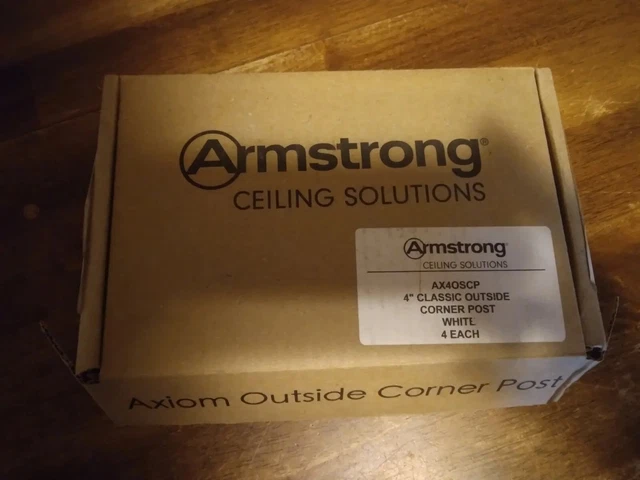 Armstrong®
CEILING SOLUTIONS
Armstrong®
CEILING SOLUTIONS
AX4OSCP
4" CLASSIC OUTSIDE
CORNER POST
WHITE
4 EACH
Axiom Outside Corner Post